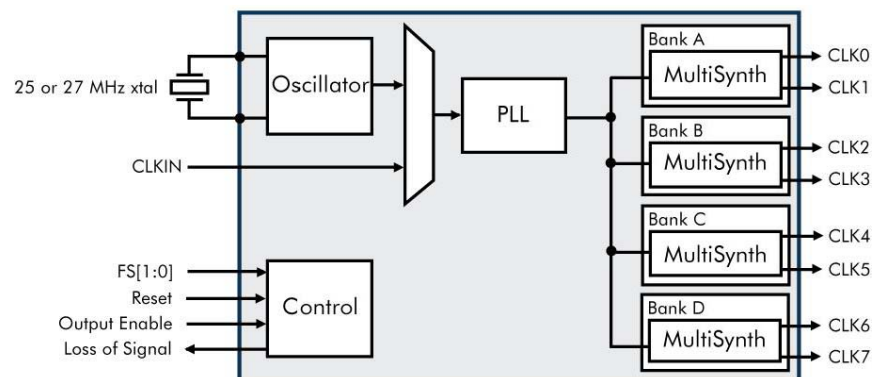 25 or 27 MHz xtal
Oscillator
CLKIN
PLL
Bank A
MultiSynth
CLK0
CLK1
Bank B
MultiSynth
CLK2
CLK3
Bank C
MultiSynth
CLK4
CLK5
Bank D
MultiSynth
CLK6
CLK7
FS[1:0]
Reset
Output Enable
Loss of Signal
Control